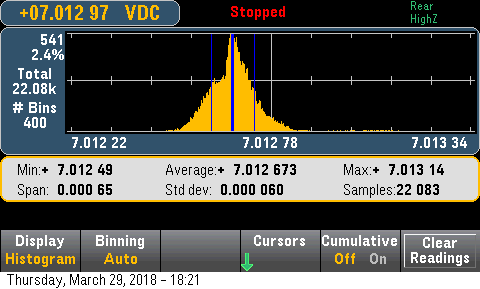 +07.012 97 VDC Stopped Rear
HighZ
541
2.4%
Total
22.08k
# Bins
400
7.012 22 7.012 78 7.013 34
Min:+ 7.012 49 Average:+ 7.012 673 Max:+ 7.013 14
Span: 0.000 65 Std dev: 0.000 060 Samples:22 083
Display Binning Cursors Cumulative Clear
Histogram Auto Off On Readings
Thursday, March 29, 2018 - 18:21